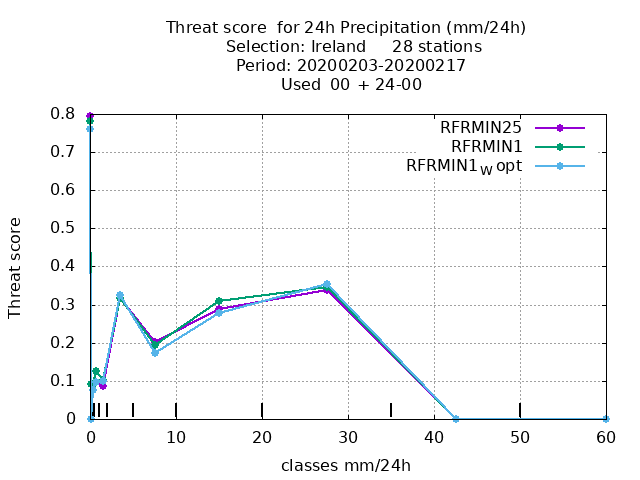 Threat score  for 24h Precipitation (mm/24h)
Selection: Ireland     28 stations
Period: 20200203-20200217
Used  00 + 24-00
RFRMIN25
RFRMIN1
RFRMIN1W opt
Threat score
0.8
0.7
0.6
0.5
0.4
0.3
0.2
0.1
0
0 10 20 30 40 50 60
classes mm/24h